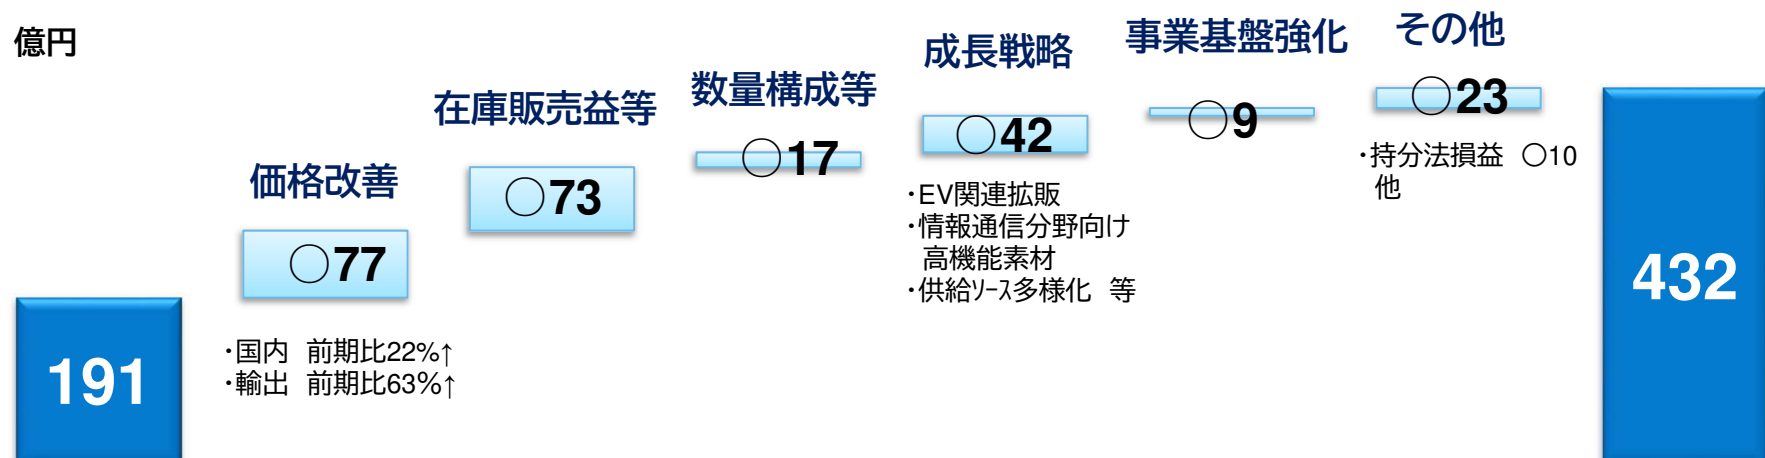 億円
191
価格改善
○77
・国内　前期比22%↑
・輸出　前期比63%↑
在庫販売益等
○73
数量構成等
○17
成長戦略
○42
・EV関連拡販
・情報通信分野向け
高機能素材
・供給ソース多様化　等
事業基盤強化
○9
その他
○23
・持分法損益　○10
他
432